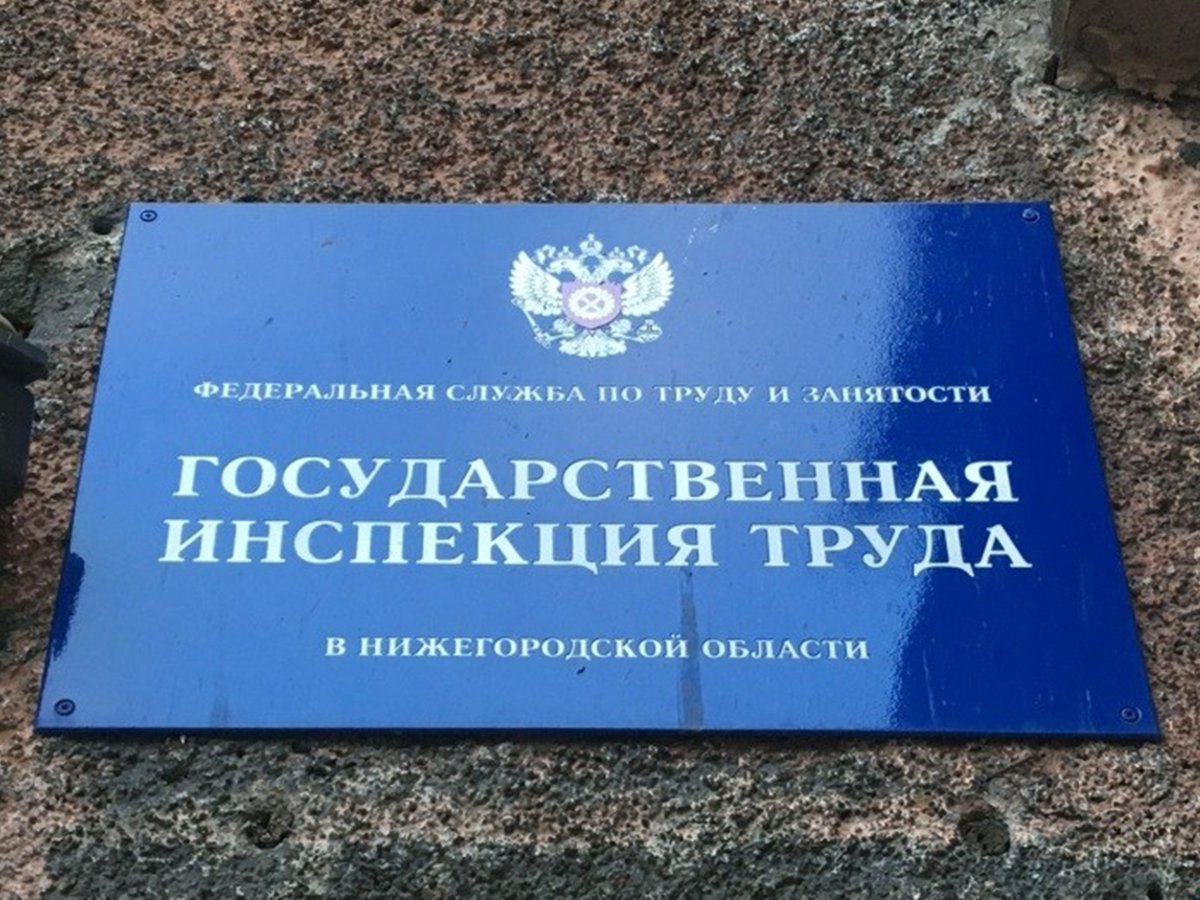 ФЕДЕРАЛЬНАЯ СЛУЖБА ПО ТРУДУ И ЗАНЯТОСТИ
ГОСУДАРСТВЕННАЯ
ИНСПЕКЦИЯ ТРУДА
В НИЖЕГОРОДСКОЙ ОБЛАСТИ